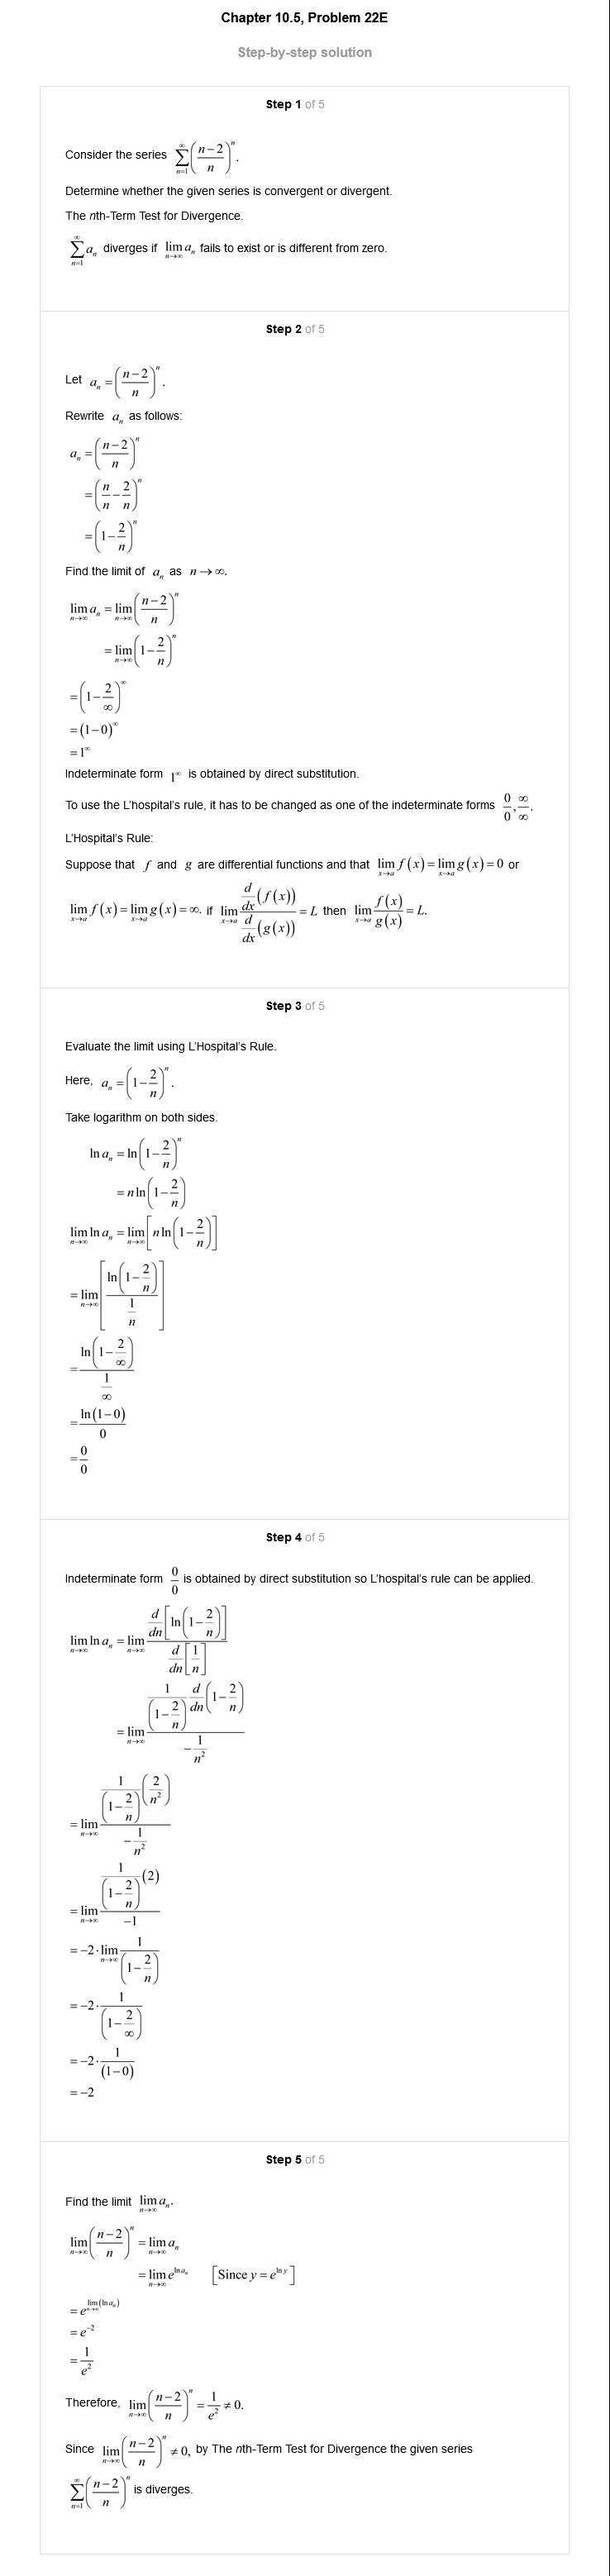 Chapter 10.5, Problem 22E
Step-by-step solution
Step 1 of 5
Consider the series $\sum_{n=1}^{\infty}\left(\frac{n-2}{n}\right)^n$.
Determine whether the given series is convergent or divergent.
The nth-Term Test for Divergence.
$\sum_{n=1}^{\infty} a_n$ diverges if $\lim_{n\to\infty} a_n$ fails to exist or is different from zero.
Step 2 of 5
Let $a_n = \left(\frac{n-2}{n}\right)^n$.
Rewrite $a_n$ as follows:
$a_n = \left(\frac{n-2}{n}\right)^n$
$= \left(\frac{n}{n}-\frac{2}{n}\right)^n$
$= \left(1-\frac{2}{n}\right)^n$
Find the limit of $a_n$ as $n \to \infty$.
$\lim_{n\to\infty} a_n = \lim_{n\to\infty}\left(\frac{n-2}{n}\right)^n$
$= \lim_{n\to\infty}\left(1-\frac{2}{n}\right)^n$
$= \left(1-\frac{2}{\infty}\right)^\infty$
$= (1-0)^\infty$
$= 1^\infty$
Indeterminate form $1^\infty$ is obtained by direct substitution.
To use the L'hospital's rule, it has to be changed as one of the indeterminate forms $\frac{0}{0}, \frac{\infty}{\infty}$.
L'Hospital's Rule:
Suppose that $f$ and $g$ are differential functions and that $\lim_{x\to a} f(x) = \lim_{x\to a} g(x) = 0$ or
$\lim_{x\to a} f(x) = \lim_{x\to a} g(x) = \infty$. if $\lim_{x\to a} \frac{\frac{d}{dx}(f(x))}{\frac{d}{dx}(g(x))} = L$ then $\lim_{x\to a} \frac{f(x)}{g(x)} = L$.
Step 3 of 5
Evaluate the limit using L'Hospital's Rule.
Here, $a_n = \left(1-\frac{2}{n}\right)^n$.
Take logarithm on both sides.
$\ln a_n = \ln\left(1-\frac{2}{n}\right)^n$
$= n\ln\left(1-\frac{2}{n}\right)$
$\lim_{n\to\infty} \ln a_n = \lim_{n\to\infty}\left[n\ln\left(1-\frac{2}{n}\right)\right]$
$= \lim_{n\to\infty}\left[\frac{\ln\left(1-\frac{2}{n}\right)}{\frac{1}{n}}\right]$
$= \frac{\ln\left(1-\frac{2}{\infty}\right)}{\frac{1}{\infty}}$
$= \frac{\ln(1-0)}{0}$
$= \frac{0}{0}$
Step 4 of 5
Indeterminate form $\frac{0}{0}$ is obtained by direct substitution so L'hospital's rule can be applied.
$\lim_{n\to\infty} \ln a_n = \lim_{n\to\infty} \frac{\frac{d}{dn}\left[\ln\left(1-\frac{2}{n}\right)\right]}{\frac{d}{dn}\left[\frac{1}{n}\right]}$
$= \lim_{n\to\infty} \frac{\frac{1}{\left(1-\frac{2}{n}\right)}\frac{d}{dn}\left(1-\frac{2}{n}\right)}{-\frac{1}{n^2}}$
$= \lim_{n\to\infty} \frac{\frac{1}{\left(1-\frac{2}{n}\right)}\left(\frac{2}{n^2}\right)}{-\frac{1}{n^2}}$
$= \lim_{n\to\infty} \frac{\frac{1}{\left(1-\frac{2}{n}\right)}(2)}{-1}$
$= -2 \cdot \lim_{n\to\infty} \frac{1}{\left(1-\frac{2}{n}\right)}$
$= -2 \cdot \frac{1}{\left(1-\frac{2}{\infty}\right)}$
$= -2 \cdot \frac{1}{(1-0)}$
$= -2$
Step 5 of 5
Find the limit $\lim_{n\to\infty} a_n$.
$\lim_{n\to\infty}\left(\frac{n-2}{n}\right)^n = \lim_{n\to\infty} a_n$
$= \lim_{n\to\infty} e^{\ln a_n}$ $\left[\text{Since } y = e^{\ln y}\right]$
$= e^{\lim_{n\to\infty}(\ln a_n)}$
$= e^{-2}$
$= \frac{1}{e^2}$
Therefore, $\lim_{n\to\infty}\left(\frac{n-2}{n}\right)^n = \frac{1}{e^2} \neq 0$.
Since $\lim_{n\to\infty}\left(\frac{n-2}{n}\right)^n \neq 0$, by The nth-Term Test for Divergence the given series
$\sum_{n=1}^{\infty}\left(\frac{n-2}{n}\right)^n$ is diverges.